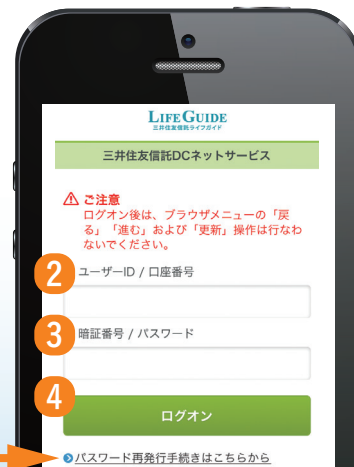 LIFE GUIDE
三井住友信託ライフガイド
三井住友信託DCネットサービス
ご注意
ログオン後は、ブラウザメニューの「戻
る」「進む」および「更新」操作は行なわ
ないでください。
2 ユーザーID / 口座番号
3 暗証番号 / パスワード
4
ログオン
パスワード再発行手続きはこちらから